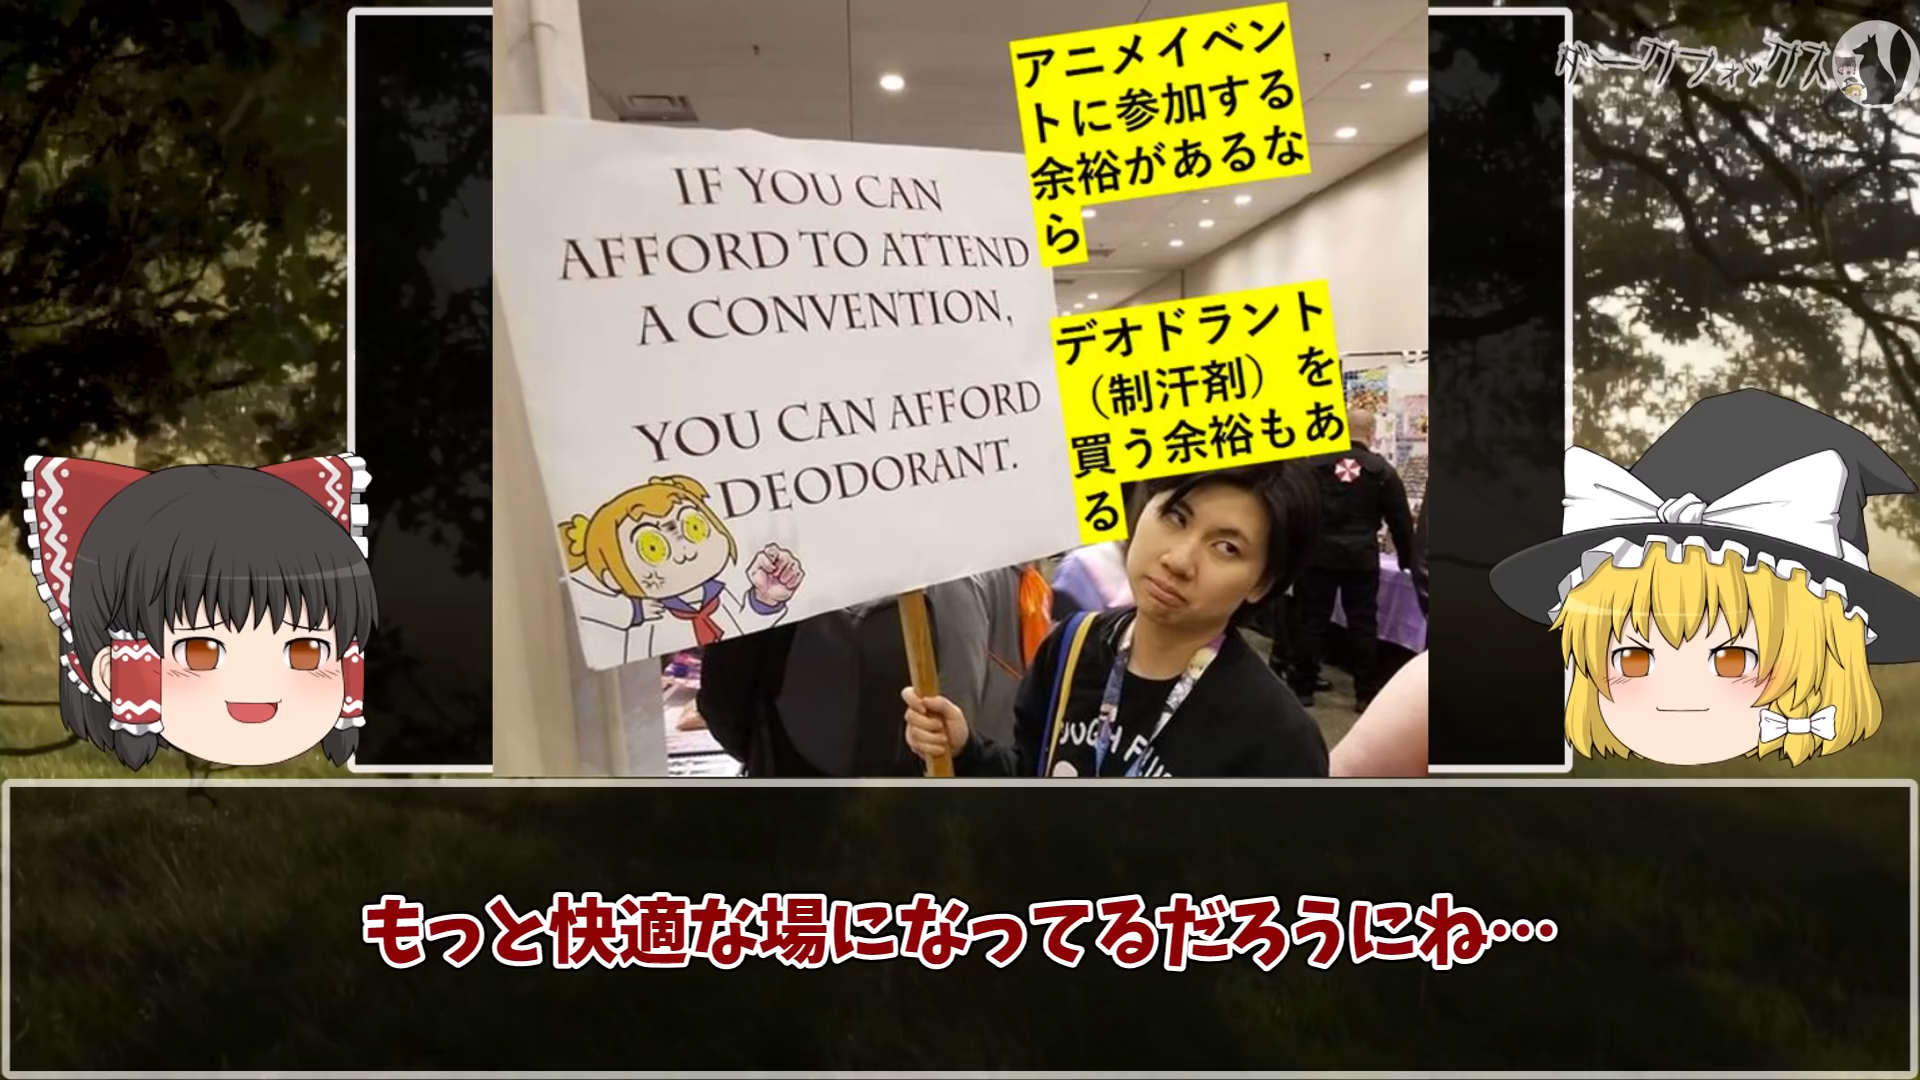 ダークフォックス
IF YOU CAN
AFFORD TO ATTEND
A CONVENTION,
YOU CAN AFFORD
DEODORANT.
アニメイベン
トに参加する
余裕があるな
ら
デオドラント
（制汗剤）を
買う余裕もあ
る
もっと快適な場になってるだろうにね…